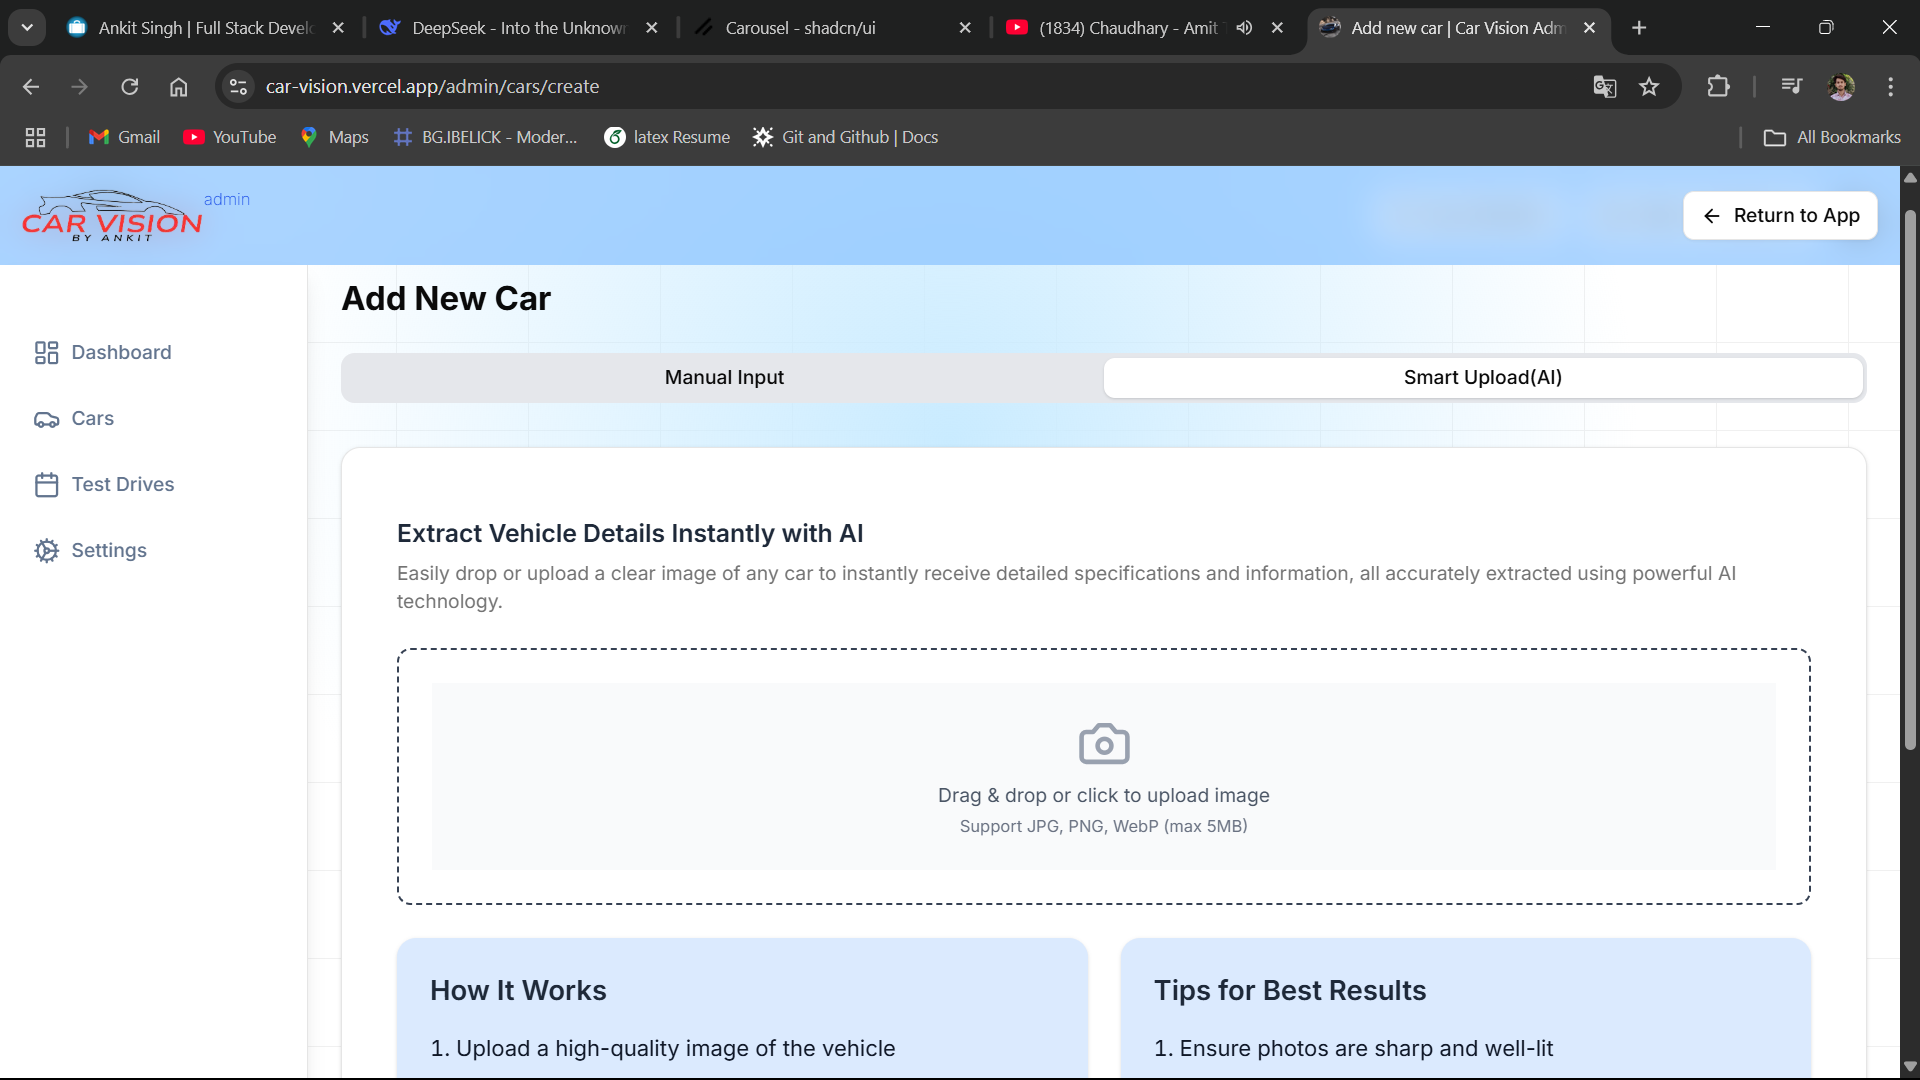 Ankit Singh | Full Stack Develo
DeepSeek - Into the Unknown
Carousel - shadcn/ui
(1834) Chaudhary - Amit T
Add new car | Car Vision Adm
car-vision.vercel.app/admin/cars/create
Gmail
YouTube
Maps
BG.IBELICK - Moder...
latex Resume
Git and Github | Docs
All Bookmarks
CAR VISION
BY ANKIT
admin
Return to App
Dashboard
Cars
Test Drives
Settings
Add New Car
Manual Input
Smart Upload(AI)
Extract Vehicle Details Instantly with AI
Easily drop or upload a clear image of any car to instantly receive detailed specifications and information, all accurately extracted using powerful AI
technology.
Drag & drop or click to upload image
Support JPG, PNG, WebP (max 5MB)
How It Works
1. Upload a high-quality image of the vehicle
Tips for Best Results
1. Ensure photos are sharp and well-lit